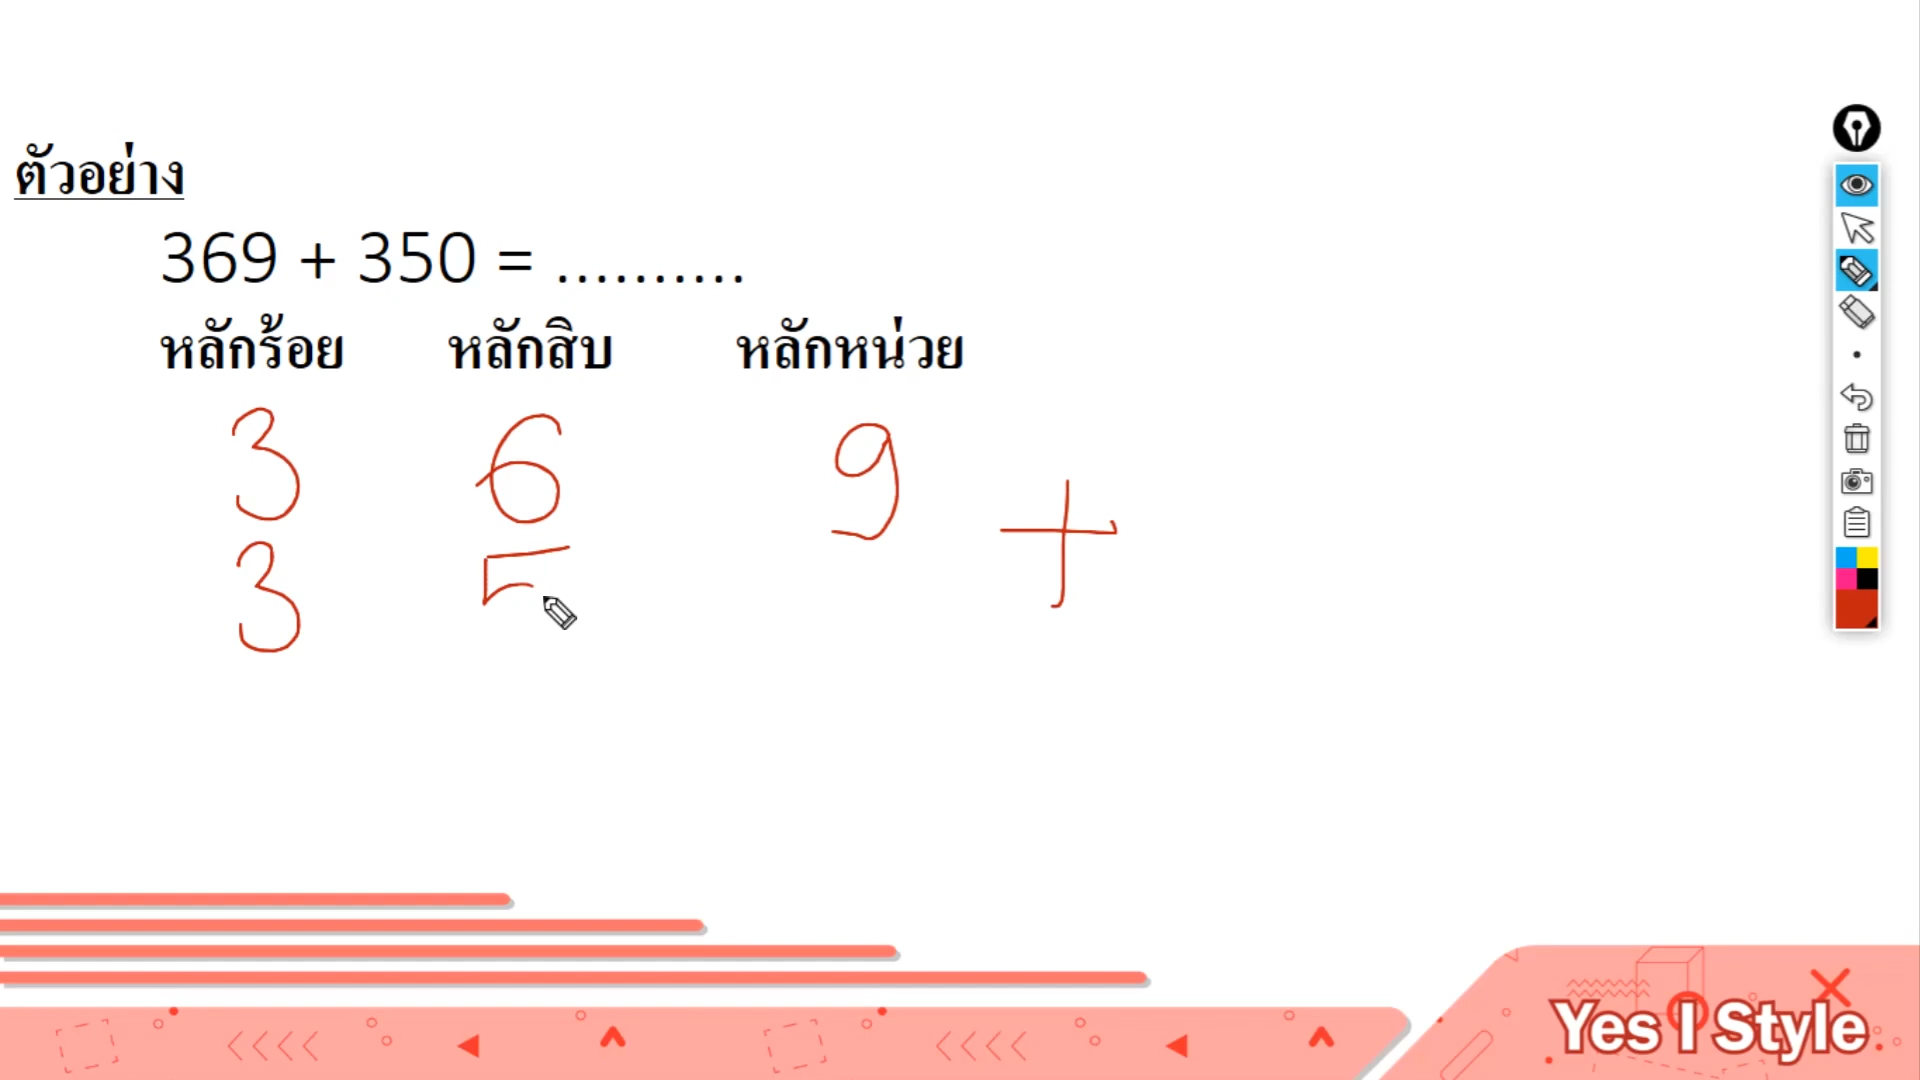 ตัวอย่าง
369 + 350 = ..........
หลักร้อย หลักสิบ หลักหน่วย
3 6 9
+
3 5
Yes I Style